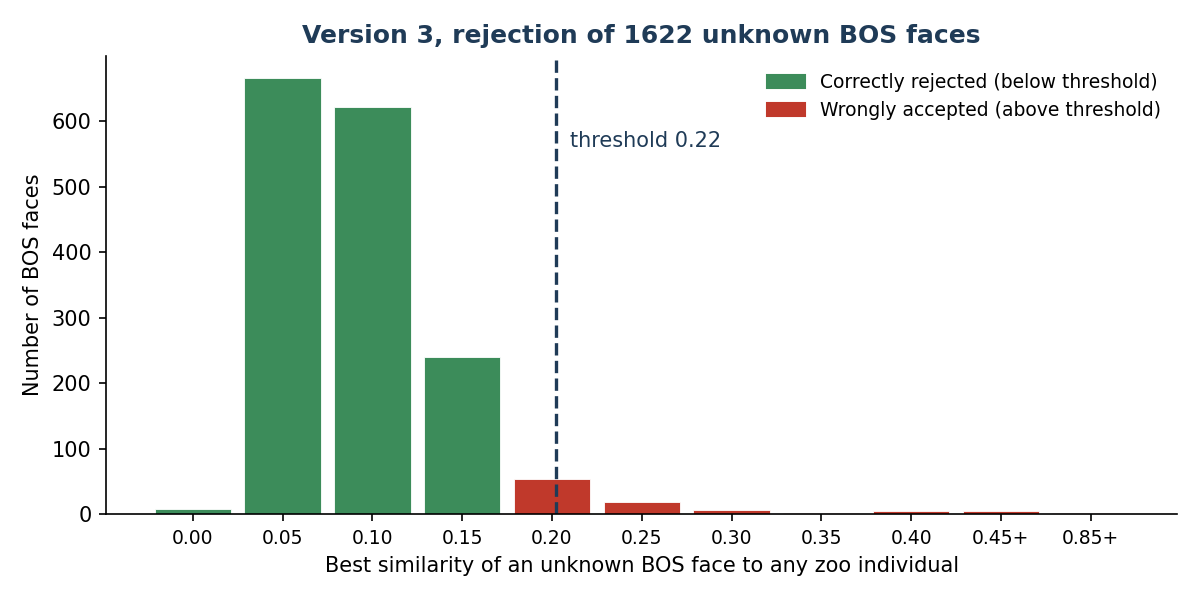 Version 3, rejection of 1622 unknown BOS faces
Correctly rejected (below threshold)
Wrongly accepted (above threshold)
threshold 0.22
Number of BOS faces
600
500
400
300
200
100
0
0.00 0.05 0.10 0.15 0.20 0.25 0.30 0.35 0.40 0.45+ 0.85+
Best similarity of an unknown BOS face to any zoo individual